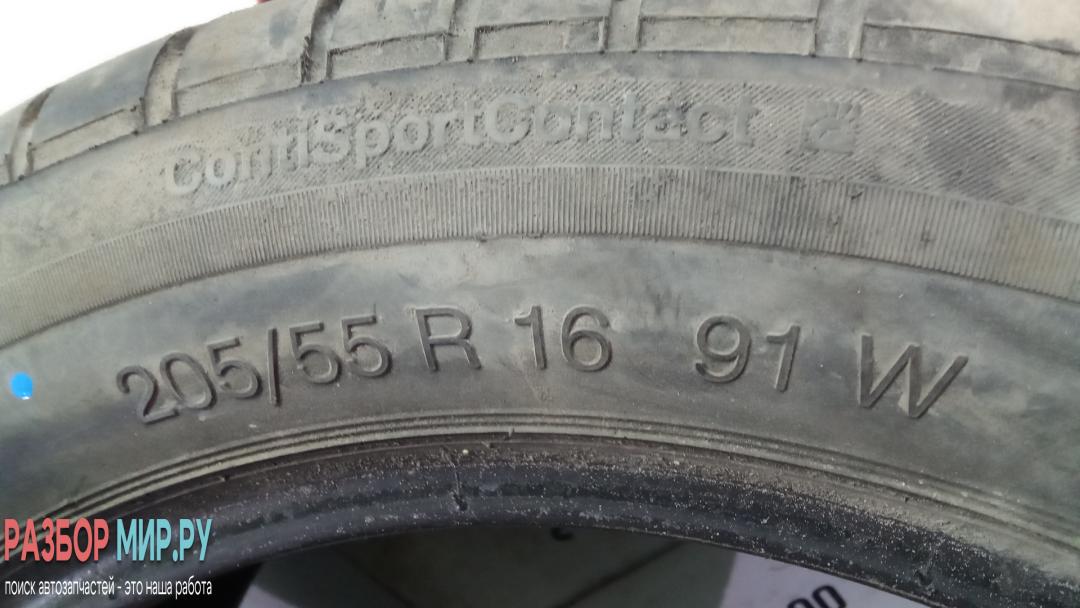 ContiSportContact 2
205/55 R 16 91 W
РАЗБОР МИР.РУ
поиск автозапчастей - это наша работа